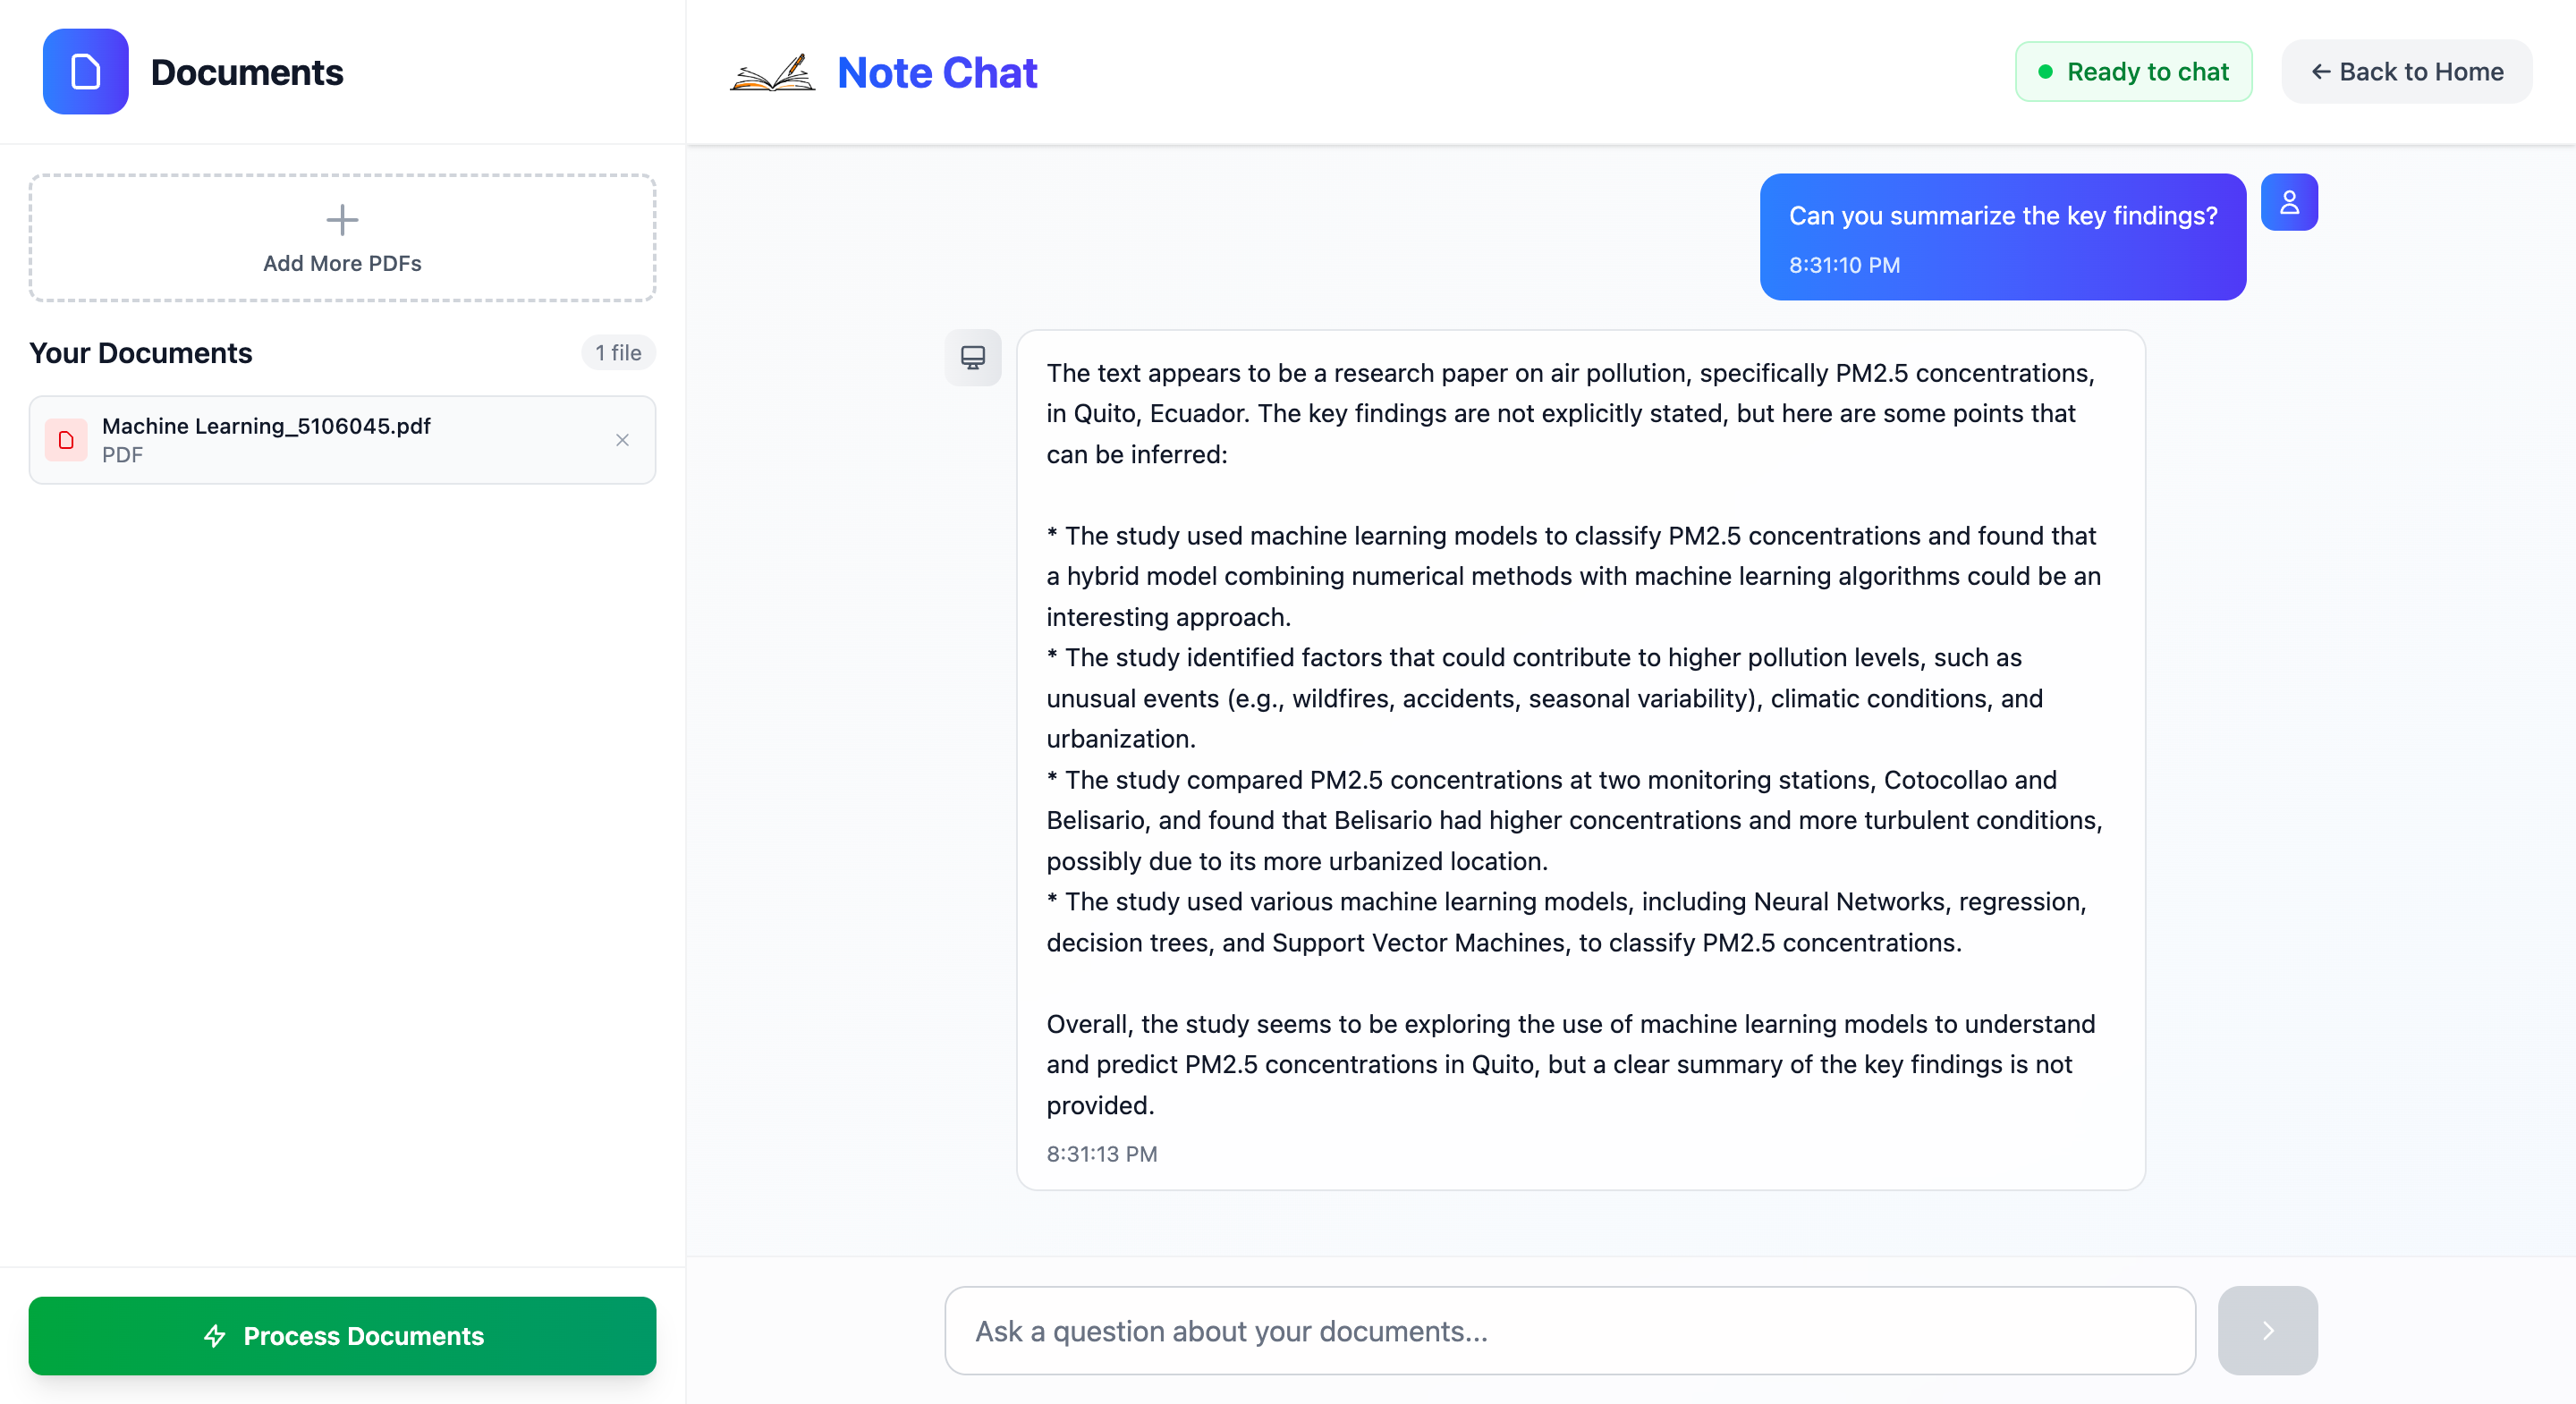 Documents
Add More PDFs
Your Documents
1 file
Machine Learning_5106045.pdf
PDF
Process Documents
Note Chat
Ready to chat
← Back to Home
Can you summarize the key findings?
8:31:10 PM
The text appears to be a research paper on air pollution, specifically PM2.5 concentrations,
in Quito, Ecuador. The key findings are not explicitly stated, but here are some points that
can be inferred:
* The study used machine learning models to classify PM2.5 concentrations and found that
a hybrid model combining numerical methods with machine learning algorithms could be an
interesting approach.
* The study identified factors that could contribute to higher pollution levels, such as
unusual events (e.g., wildfires, accidents, seasonal variability), climatic conditions, and
urbanization.
* The study compared PM2.5 concentrations at two monitoring stations, Cotocollao and
Belisario, and found that Belisario had higher concentrations and more turbulent conditions,
possibly due to its more urbanized location.
* The study used various machine learning models, including Neural Networks, regression,
decision trees, and Support Vector Machines, to classify PM2.5 concentrations.
Overall, the study seems to be exploring the use of machine learning models to understand
and predict PM2.5 concentrations in Quito, but a clear summary of the key findings is not
provided.
8:31:13 PM
Ask a question about your documents...